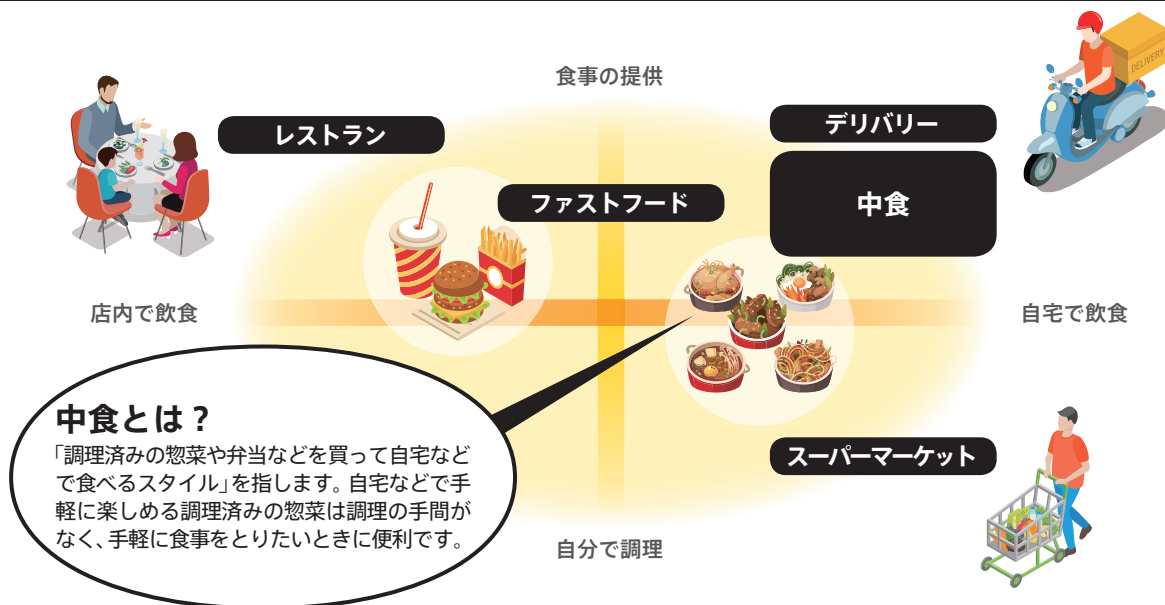 食事の提供
DELIVERY
レストラン
デリバリー
ファストフード
中食
店内で飲食
自宅で飲食
中食とは？
「調理済みの惣菜や弁当などを買って自宅など
で食べるスタイル」を指します。自宅などで手
軽に楽しめる調理済みの惣菜は調理の手間が
なく、手軽に食事をとりたいときに便利です。
スーパーマーケット
自分で調理